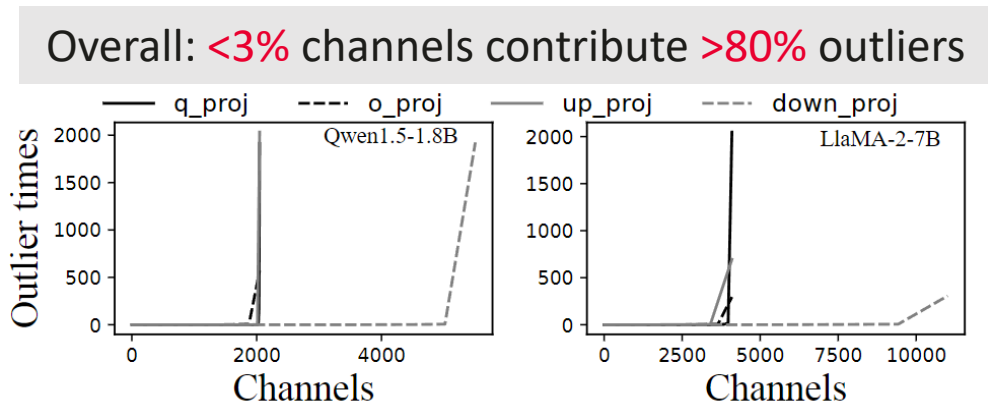 Overall: <3% channels contribute >80% outliers
q_proj o_proj up_proj down_proj
Outlier times
2000
1500
1000
500
0
Qwen1.5-1.8B
0 2000 4000
Channels
2000
1500
1000
500
0
LlaMA-2-7B
0 2500 5000 7500 10000
Channels